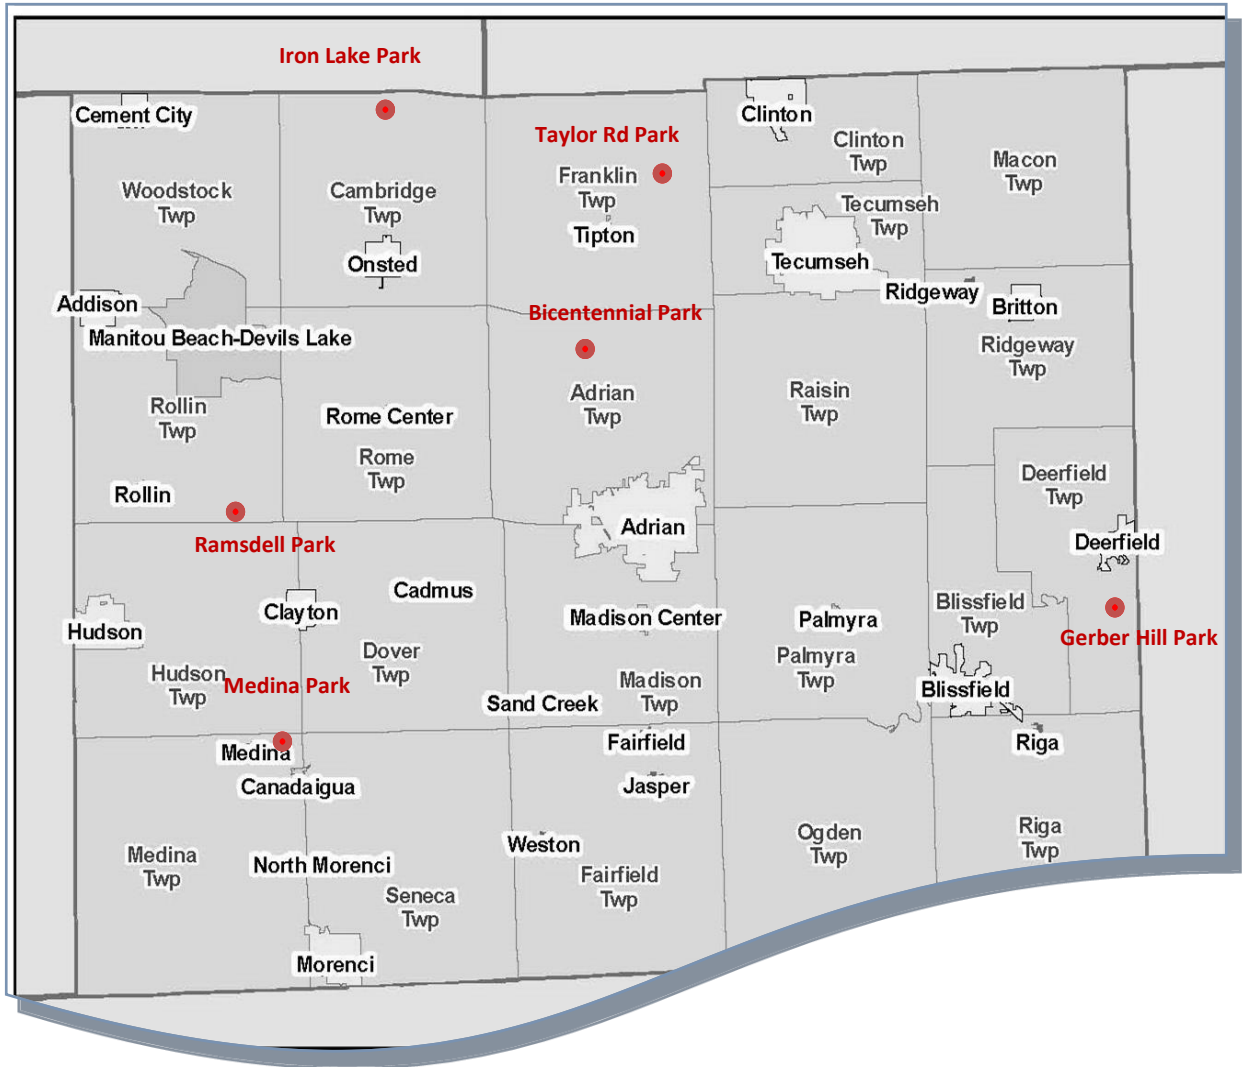 Iron Lake Park
Cement City
Clinton
Taylor Rd Park
Clinton
Twp
Macon
Twp
Woodstock
Twp
Cambridge
Twp
Franklin
Twp
Tecumseh
Twp
Tipton
Onsted
Tecumseh
Ridgeway
Addison
Britton
Bicentennial Park
Manitou Beach-Devils Lake
Ridgeway
Twp
Rollin
Twp
Rome Center
Adrian
Twp
Raisin
Twp
Rome
Twp
Deerfield
Twp
Rollin
Adrian
Ramsdell Park
Deerfield
Cadmus
Clayton
Hudson
Madison Center
Palmyra
Blissfield
Twp
Gerber Hill Park
Hudson
Twp
Dover
Twp
Palmyra
Twp
Medina Park
Madison
Twp
Blissfield
Sand Creek
Medina
Fairfield
Riga
Canadaigua
Jasper
Weston
Ogden
Twp
Riga
Twp
Medina
Twp
North Morenci
Fairfield
Twp
Seneca
Twp
Morenci